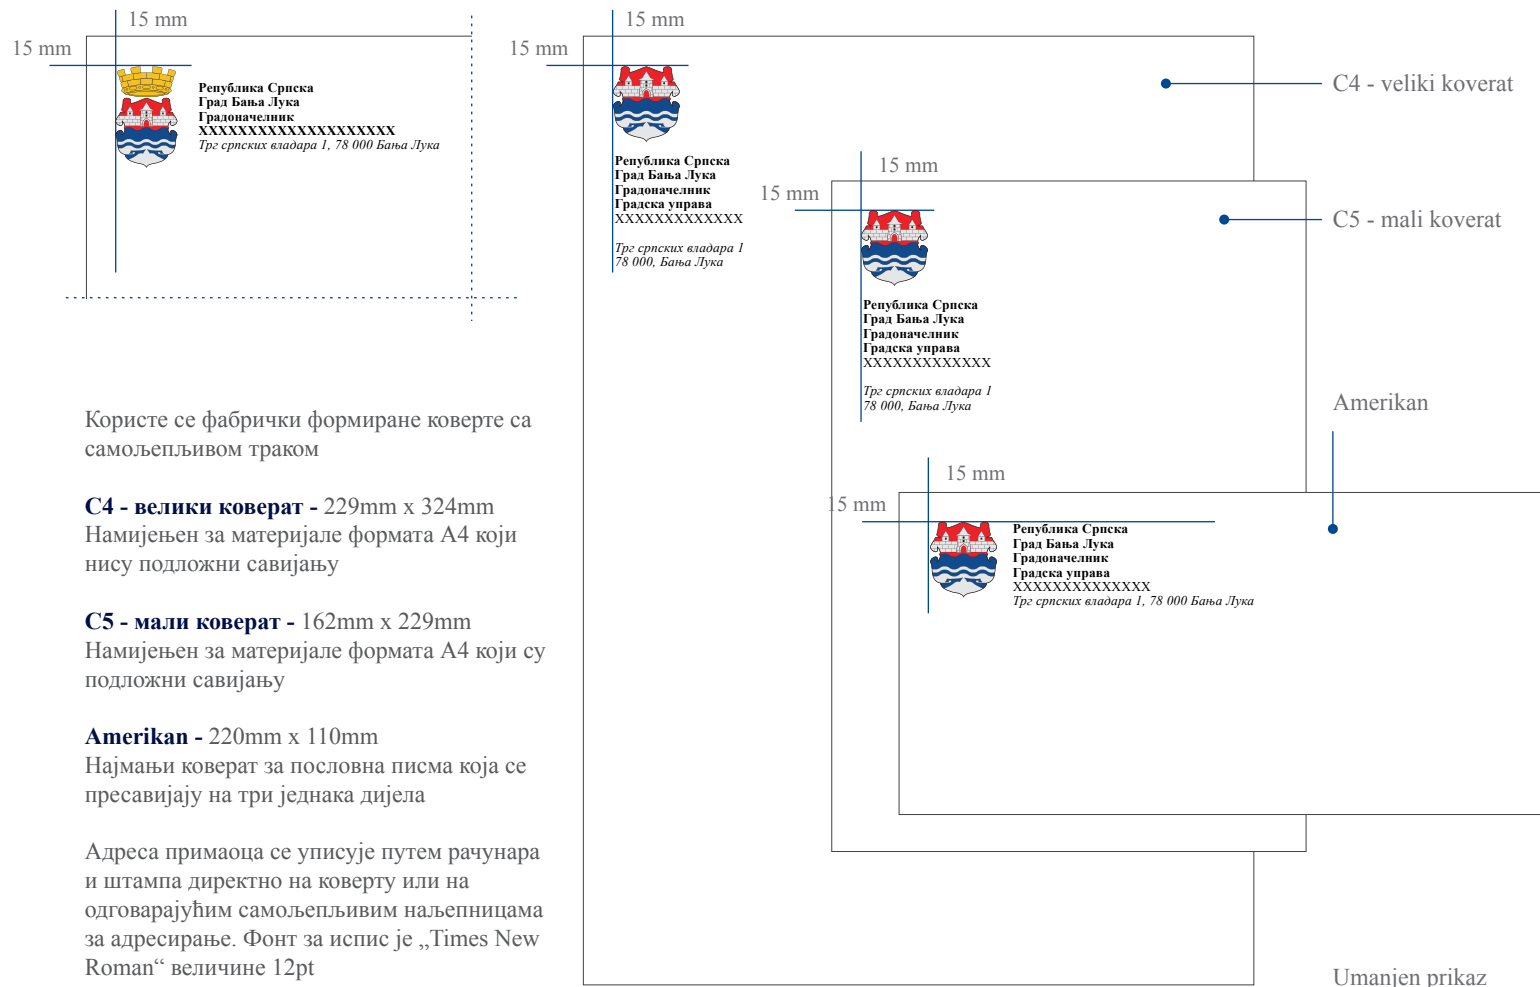 15 mm
15 mm
Република Српска
Град Бања Лука
Градоначелник
XXXXXXXXXXXXXXXXXXXX
Трг српских владара 1, 78 000 Бања Лука
Користе се фабрички формиране коверте са
самољепљивом траком
C4 - велики коверат - 229mm x 324mm
Намијењен за материјале формата А4 који
нису подложни савијању
C5 - мали коверат - 162mm x 229mm
Намијењен за материјале формата А4 који су
подложни савијању
Amerikan - 220mm x 110mm
Најмањи коверат за пословна писма која се
пресавијају на три једнака дијела
Адреса примаоца се уписује путем рачунара
и штампа директно на коверту или на
одговарајућим самољепљивим наљепницама
за адресирање. Фонт за испис је „Times New
Roman“ величине 12pt
15 mm
15 mm
Република Српска
Град Бања Лука
Градоначелник
Градска управа
XXXXXXXXXXXXX
Трг српских владара 1
78 000, Бања Лука
C4 - veliki koverat
15 mm
15 mm
Република Српска
Град Бања Лука
Градоначелник
Градска управа
XXXXXXXXXXXXX
Трг српских владара 1
78 000, Бања Лука
C5 - mali koverat
Amerikan
15 mm
15 mm
Република Српска
Град Бања Лука
Градоначелник
Градска управа
XXXXXXXXXXXXXX
Трг српских владара 1, 78 000 Бања Лука
Umanjen prikaz